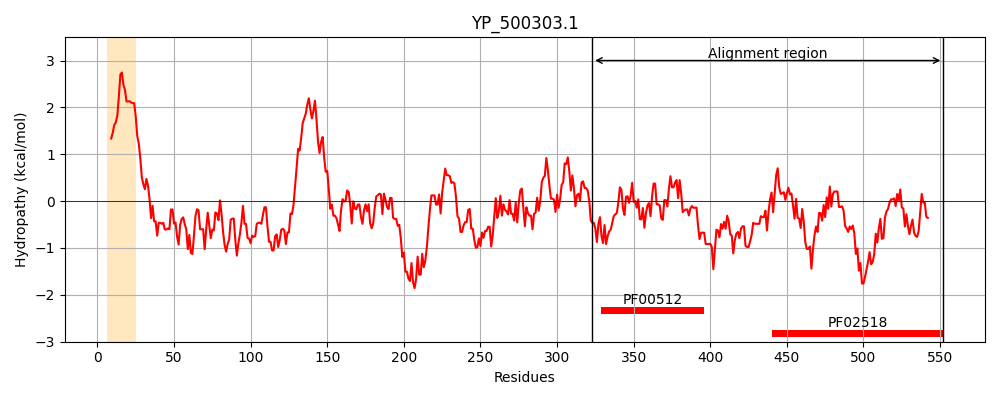 YP_500303.1
Alignment region
Hydropathy (kcal/mol)
3
2
1
0
−1
−2
−3
PF00512
PF02518
0 50 100 150 200 250 300 350 400 450 500 550
Residues